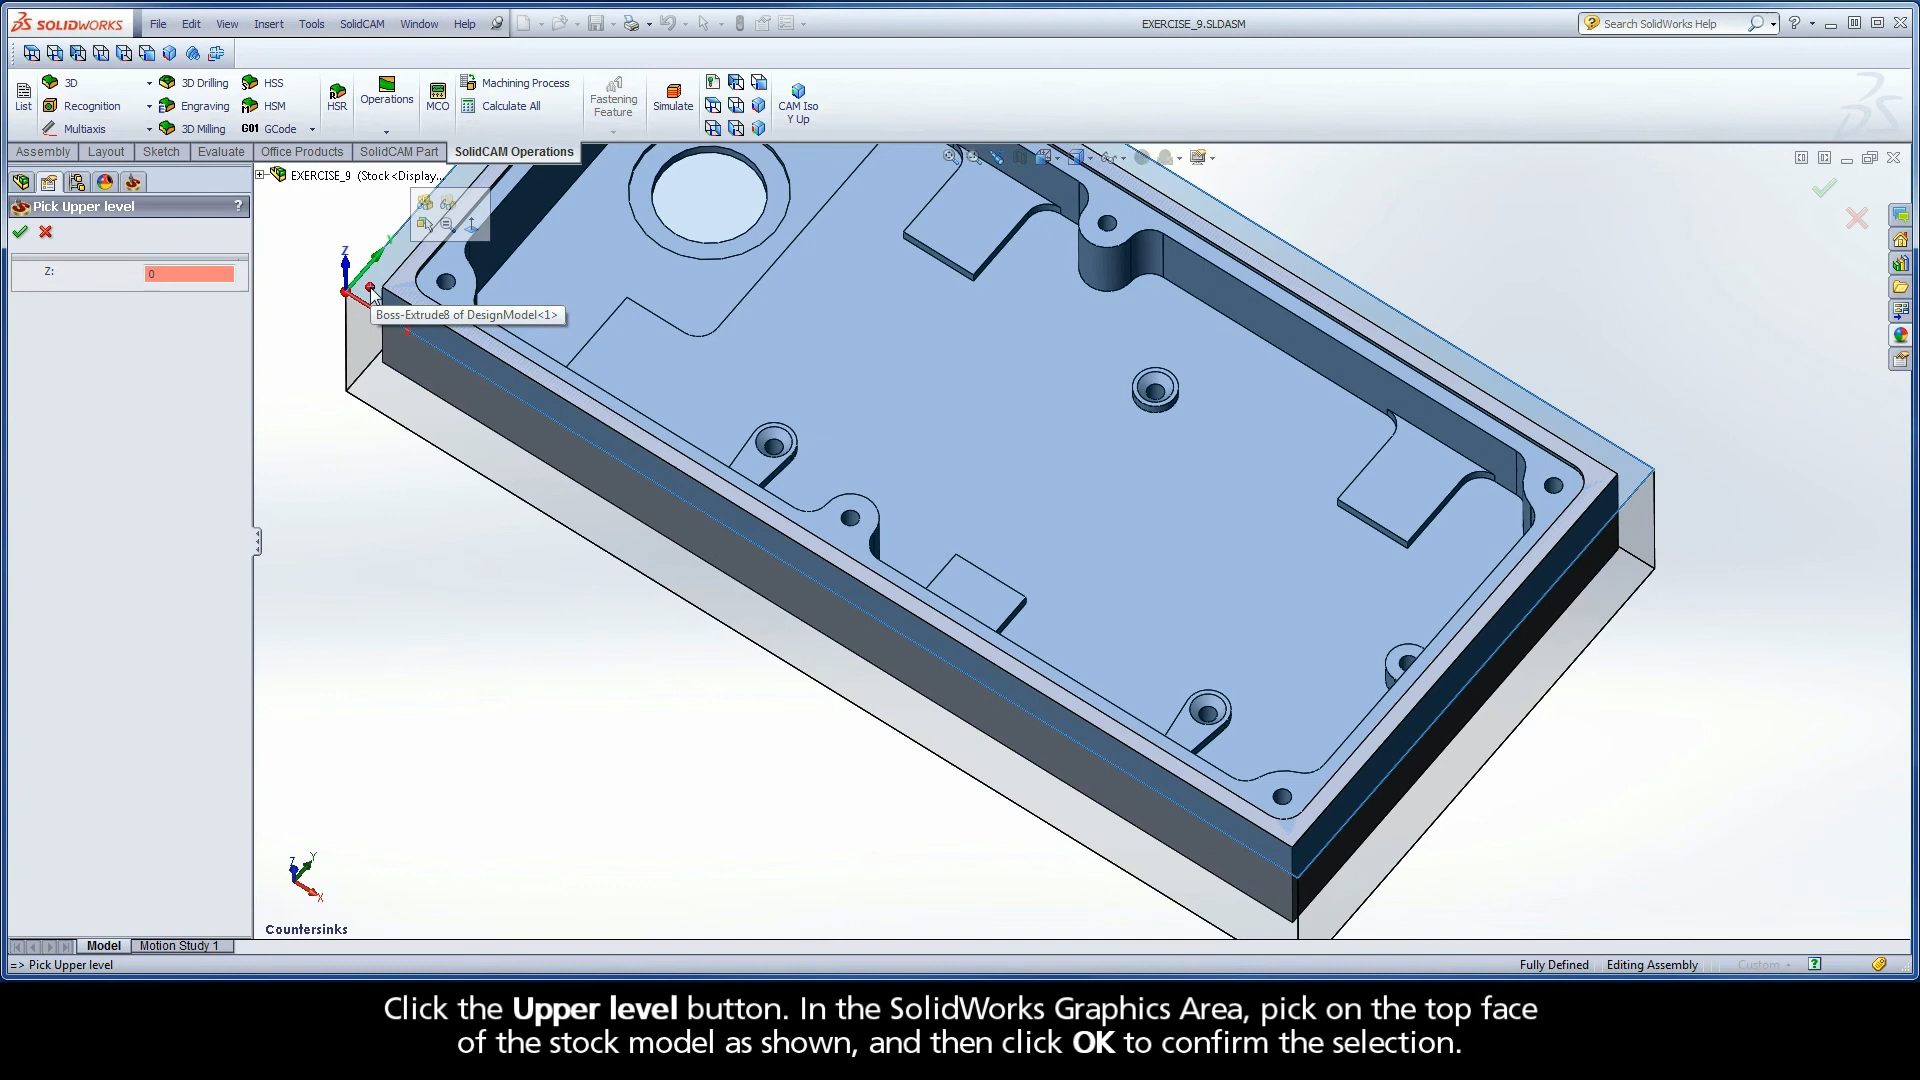 SOLIDWORKS File Edit View Insert Tools SolidCAM Window Help EXERCISE_9.SLDASM Search SolidWorks Help
3D 3D Drilling HSS Machining Process
List Recognition Engraving HSM HSR Operations MCO Calculate All Fastening Feature Simulate CAM Iso Y Up
Multiaxis 3D Milling G01 GCode
Assembly Layout Sketch Evaluate Office Products SolidCAM Part SolidCAM Operations
EXERCISE_9 (Stock<Display...
Pick Upper level ?
Z: 0
Z
Boss-Extrude8 of DesignModel<1>
Z Y
X
Countersinks
Model Motion Study 1
=> Pick Upper level Fully Defined Editing Assembly Custom
Click the Upper level button. In the SolidWorks Graphics Area, pick on the top face
of the stock model as shown, and then click OK to confirm the selection.